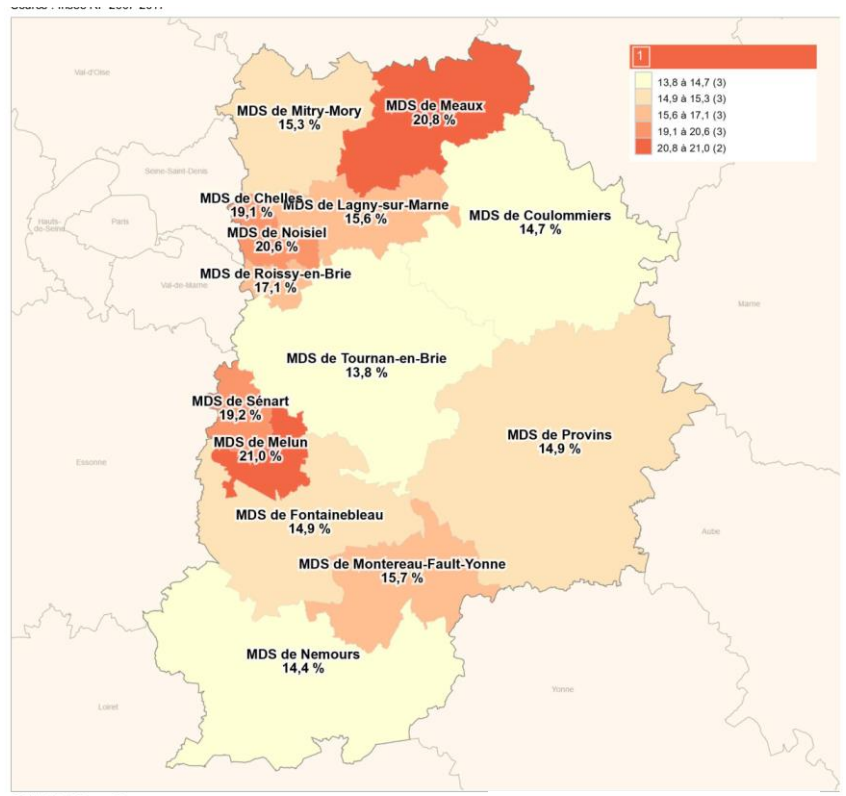 Val-d'Oise
1
13,8 à 14,7 (3)
14,9 à 15,3 (3)
15,6 à 17,1 (3)
19,1 à 20,6 (3)
20,8 à 21,0 (2)
MDS de Meaux
20,8 %
MDS de Mitry-Mory
15,3 %
Seine-Saint-Denis
MDS de Chelles
19,1 %
MDS de Lagny-sur-Marne
15,6 %
MDS de Coulommiers
14,7 %
Hauts-
de-Seine
Paris
MDS de Noisiel
20,6 %
MDS de Roissy-en-Brie
17,1 %
Val-de-Marne
Marne
MDS de Tournan-en-Brie
13,8 %
MDS de Sénart
19,2 %
MDS de Melun
21,0 %
MDS de Provins
14,9 %
Essonne
MDS de Fontainebleau
14,9 %
Aube
MDS de Montereau-Fault-Yonne
15,7 %
MDS de Nemours
14,4 %
Yonne
Loiret